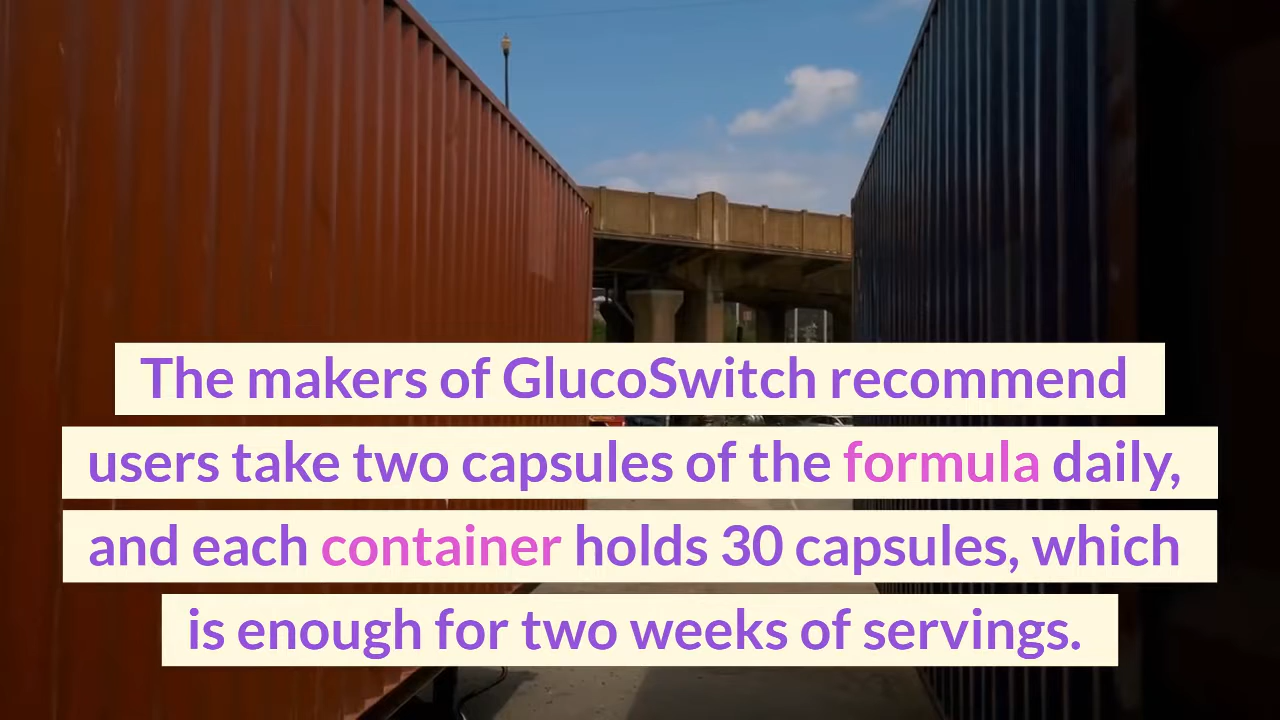 The makers of GlucoSwitch recommend
users take two capsules of the formula daily,
and each container holds 30 capsules, which
is enough for two weeks of servings.